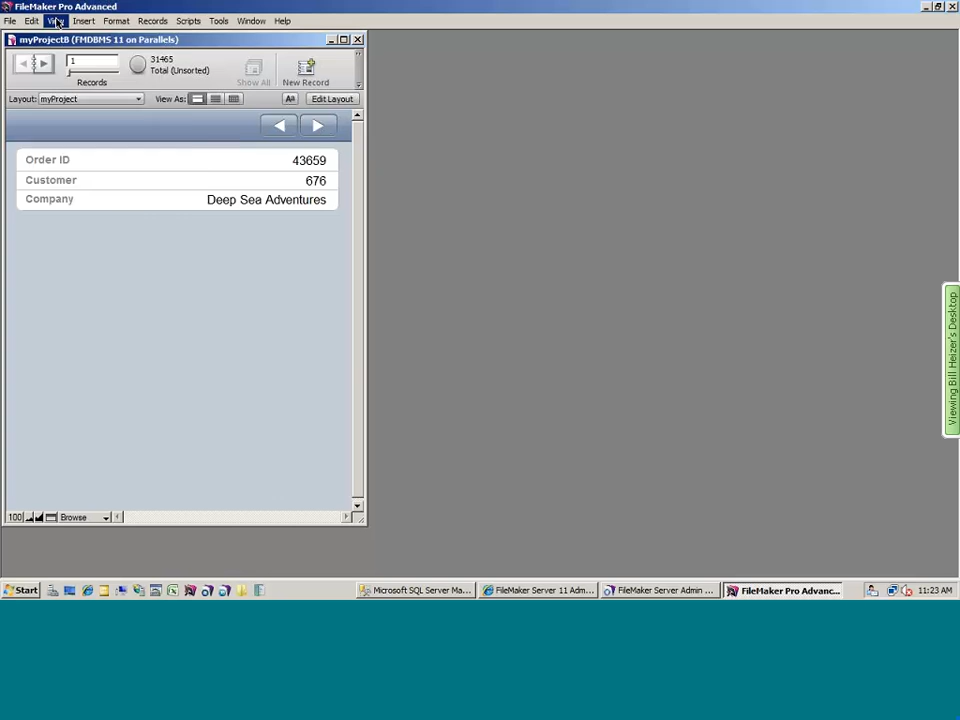 FileMaker Pro Advanced
File Edit View Insert Format Records Scripts Tools Window Help
myProjectB (FMDBMS 11 on Parallels)
1
31465
Total (Unsorted)
Records
Show All
New Record
Layout: myProject
View As:
Aa
Edit Layout
Order ID 43659
Customer 676
Company Deep Sea Adventures
Viewing Bill Heizer's Desktop
100 Browse
Start
Microsoft SQL Server Ma...
FileMaker Server 11 Adm...
FileMaker Server Admin ...
FileMaker Pro Advanc...
11:23 AM